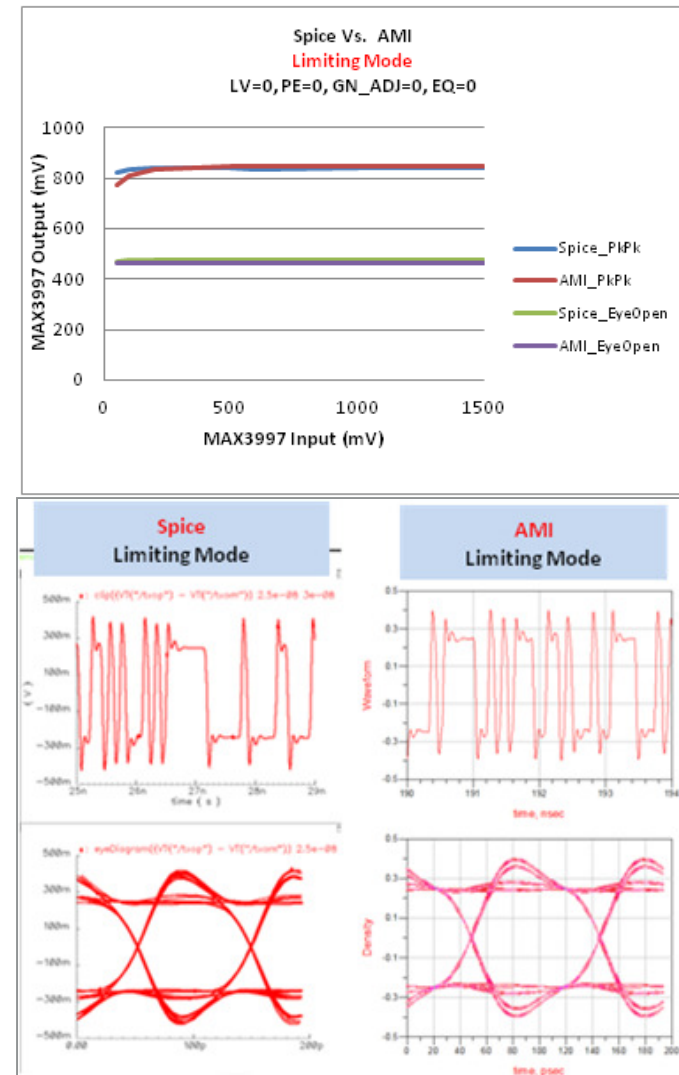 Spice Vs. AMI
Limiting Mode
LV=0, PE=0, GN_ADJ=0, EQ=0
1000
800
600
400
200
0
MAX3997 Output (mV)
0 500 1000 1500
MAX3997 Input (mV)
Spice_PkPk
AMI_PkPk
Spice_EyeOpen
AMI_EyeOpen
Spice
Limiting Mode
500m
300m
100m
-100m
-300m
-500m
(V)
25n 26n 27n 28n 29n
time ( s )
500m
300m
100m
-100m
-300m
-500m
0.00 100p 200p
AMI
Limiting Mode
0.5
0.3
0.1
-0.1
-0.3
-0.5
Waveform
190 191 192 193 194
time, nsec
0.5
0.3
0.1
-0.1
-0.3
-0.5
Density
0 20 40 60 80 100 120 140 160 180 200
time, psec